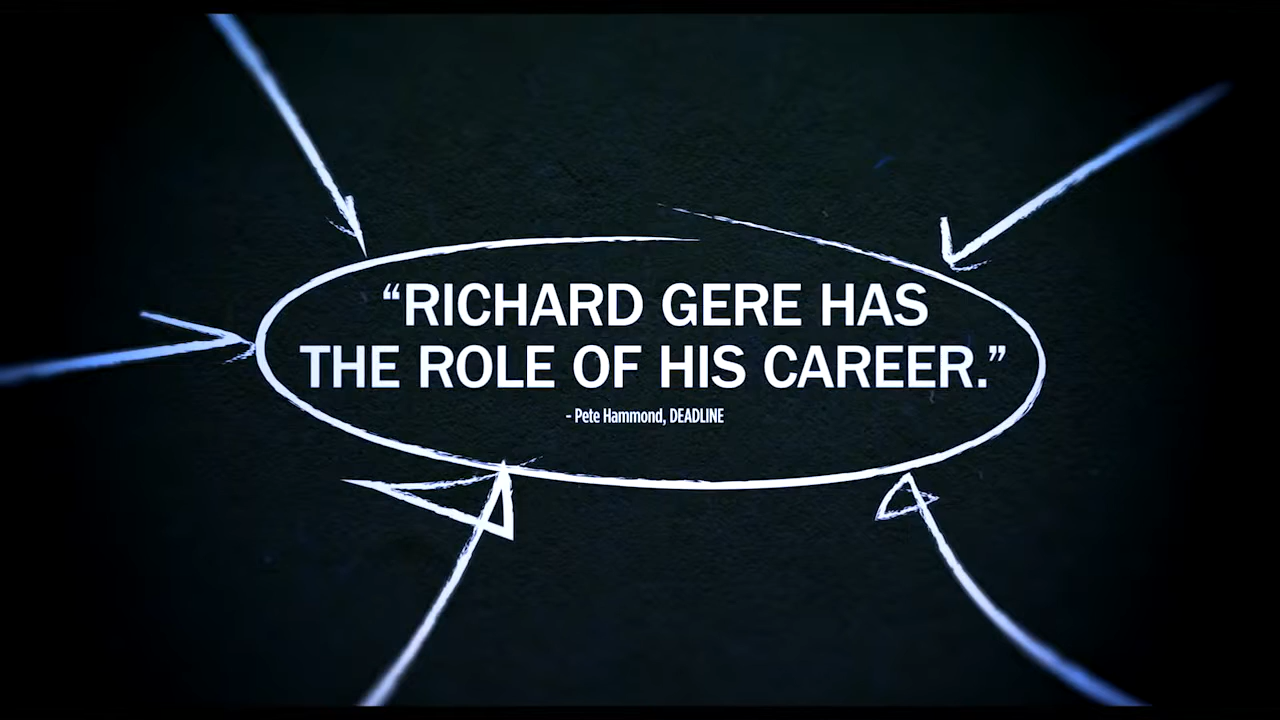 “RICHARD GERE HAS
THE ROLE OF HIS CAREER.”
- Pete Hammond, DEADLINE